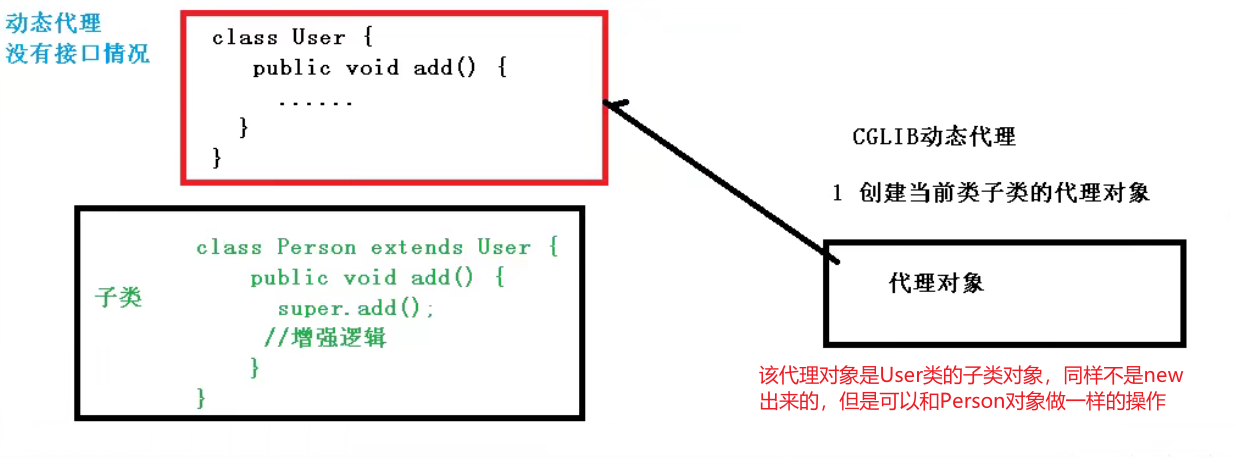 动态代理
没有接口情况
class User {
public void add() {
......
}
}
CGLIB动态代理
1 创建当前类子类的代理对象
子类
class Person extends User {
public void add() {
super.add();
//增强逻辑
}
}
代理对象
该代理对象是User类的子类对象，同样不是new
出来的，但是可以和Person对象做一样的操作